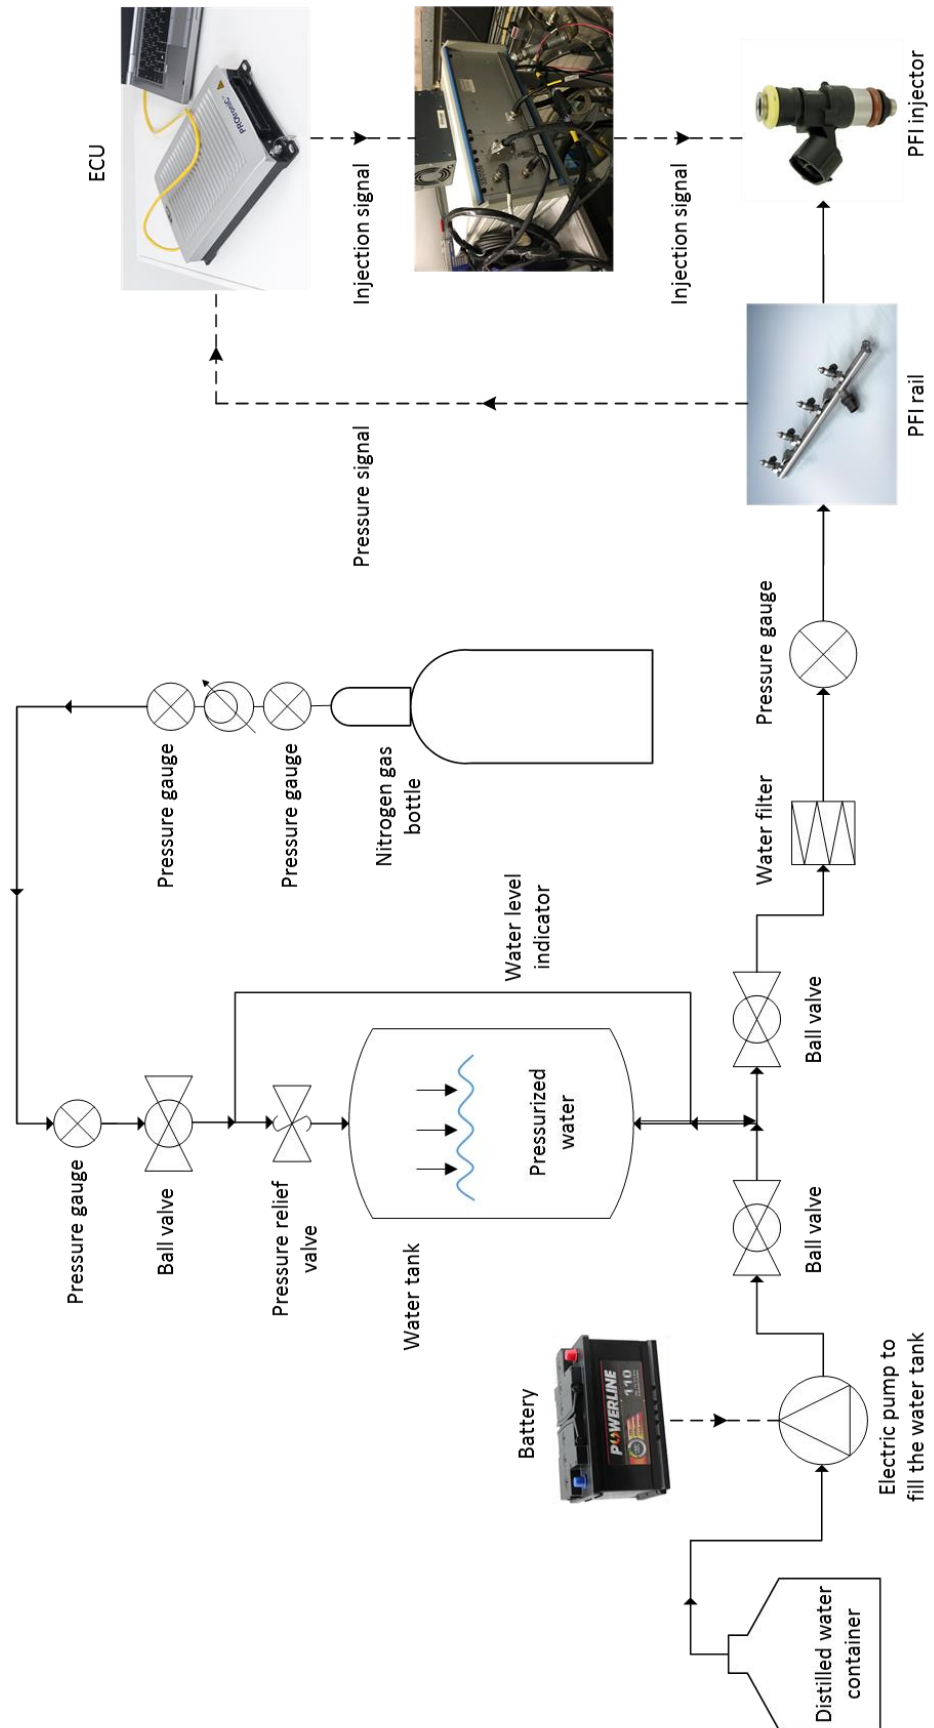 ECU
PROtroniC
Injection signal
Injection signal
PFI injector
Pressure signal
PFI rail
Pressure gauge
Pressure gauge
Nitrogen gas
bottle
Pressure gauge
Water filter
Water level
indicator
Ball valve
Pressure gauge
Ball valve
Pressure relief
valve
Water tank
Pressurized
water
Ball valve
Battery
POWERLINE
110
Electric pump to
fill the water tank
Distilled water
container